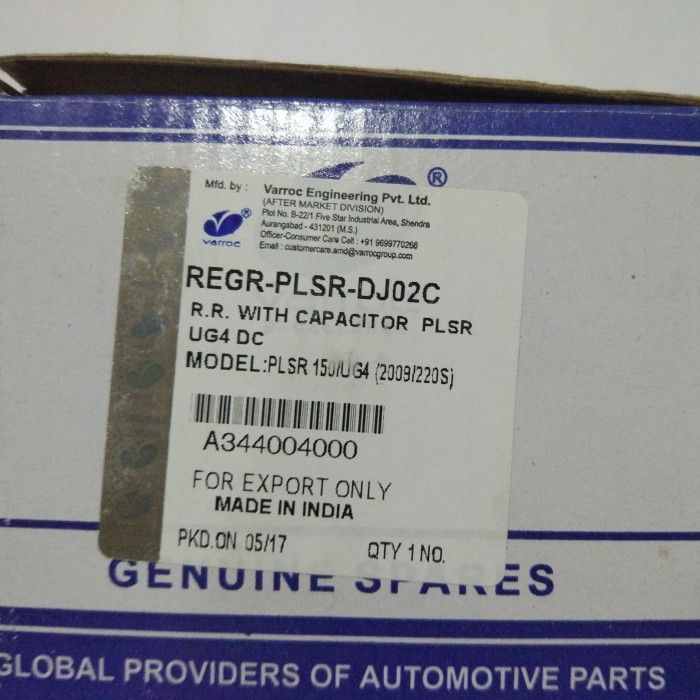 ®
Mfd. by : Varroc Engineering Pvt. Ltd.
(AFTER MARKET DIVISION)
Plot No. B-22/1 Five Star Industrial Area, Shendra
Aurangabad - 431201 (M.S.)
Officer-Consumer Care Cell : +91 9699770266
Email : customercare.amd@varrocgroup.com
®
varroc
REGR-PLSR-DJ02C
R.R. WITH CAPACITOR PLSR
UG4 DC
MODEL:PLSR 150/UG4 (2009/220S)
A344004000
FOR EXPORT ONLY
MADE IN INDIA
PKD.ON 05/17 QTY 1 NO.
GENUINE SPARES
GLOBAL PROVIDERS OF AUTOMOTIVE PARTS